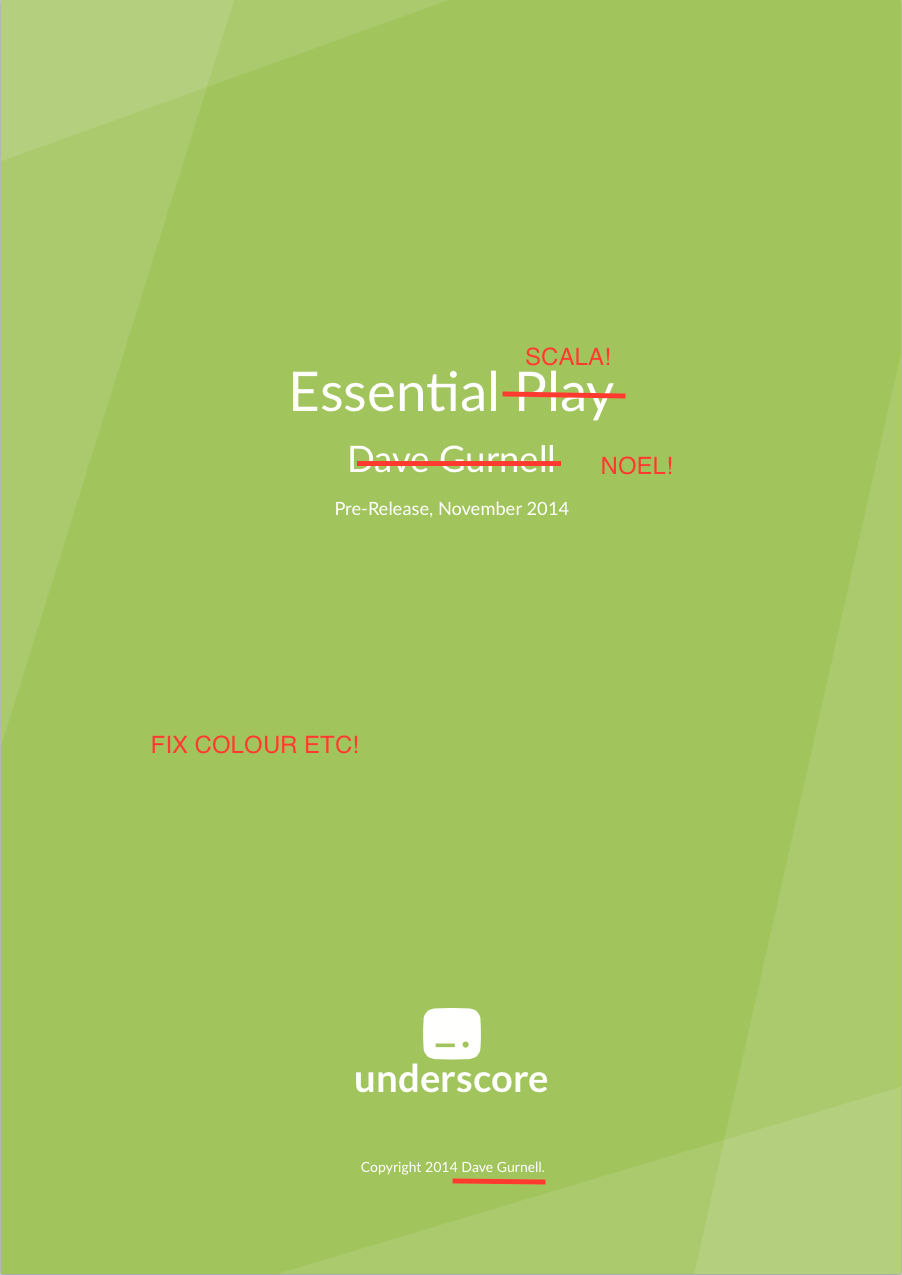 SCALA!
Essential Play
Dave Gurnell NOEL!
Pre-Release, November 2014
FIX COLOUR ETC!
underscore
Copyright 2014 Dave Gurnell.